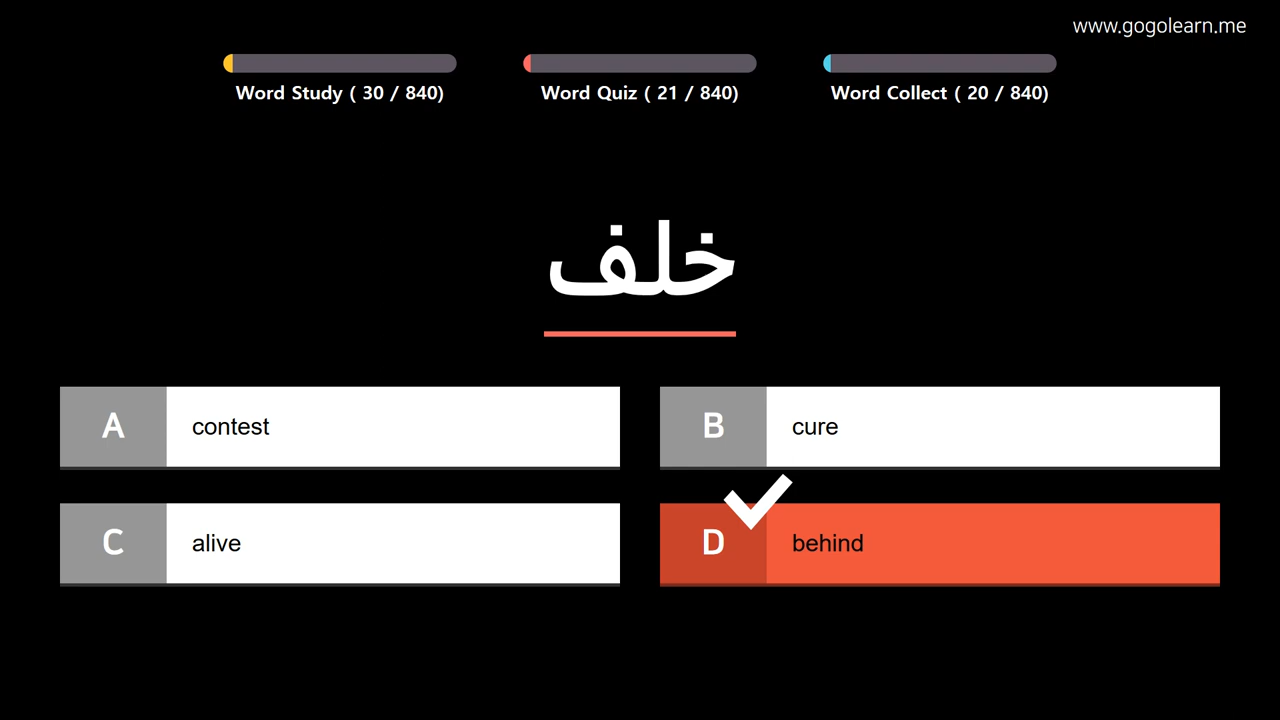 www.gogolearn.me
Word Study ( 30 / 840)
Word Quiz ( 21 / 840)
Word Collect ( 20 / 840)
خلف
A contest
B cure
C alive
D behind